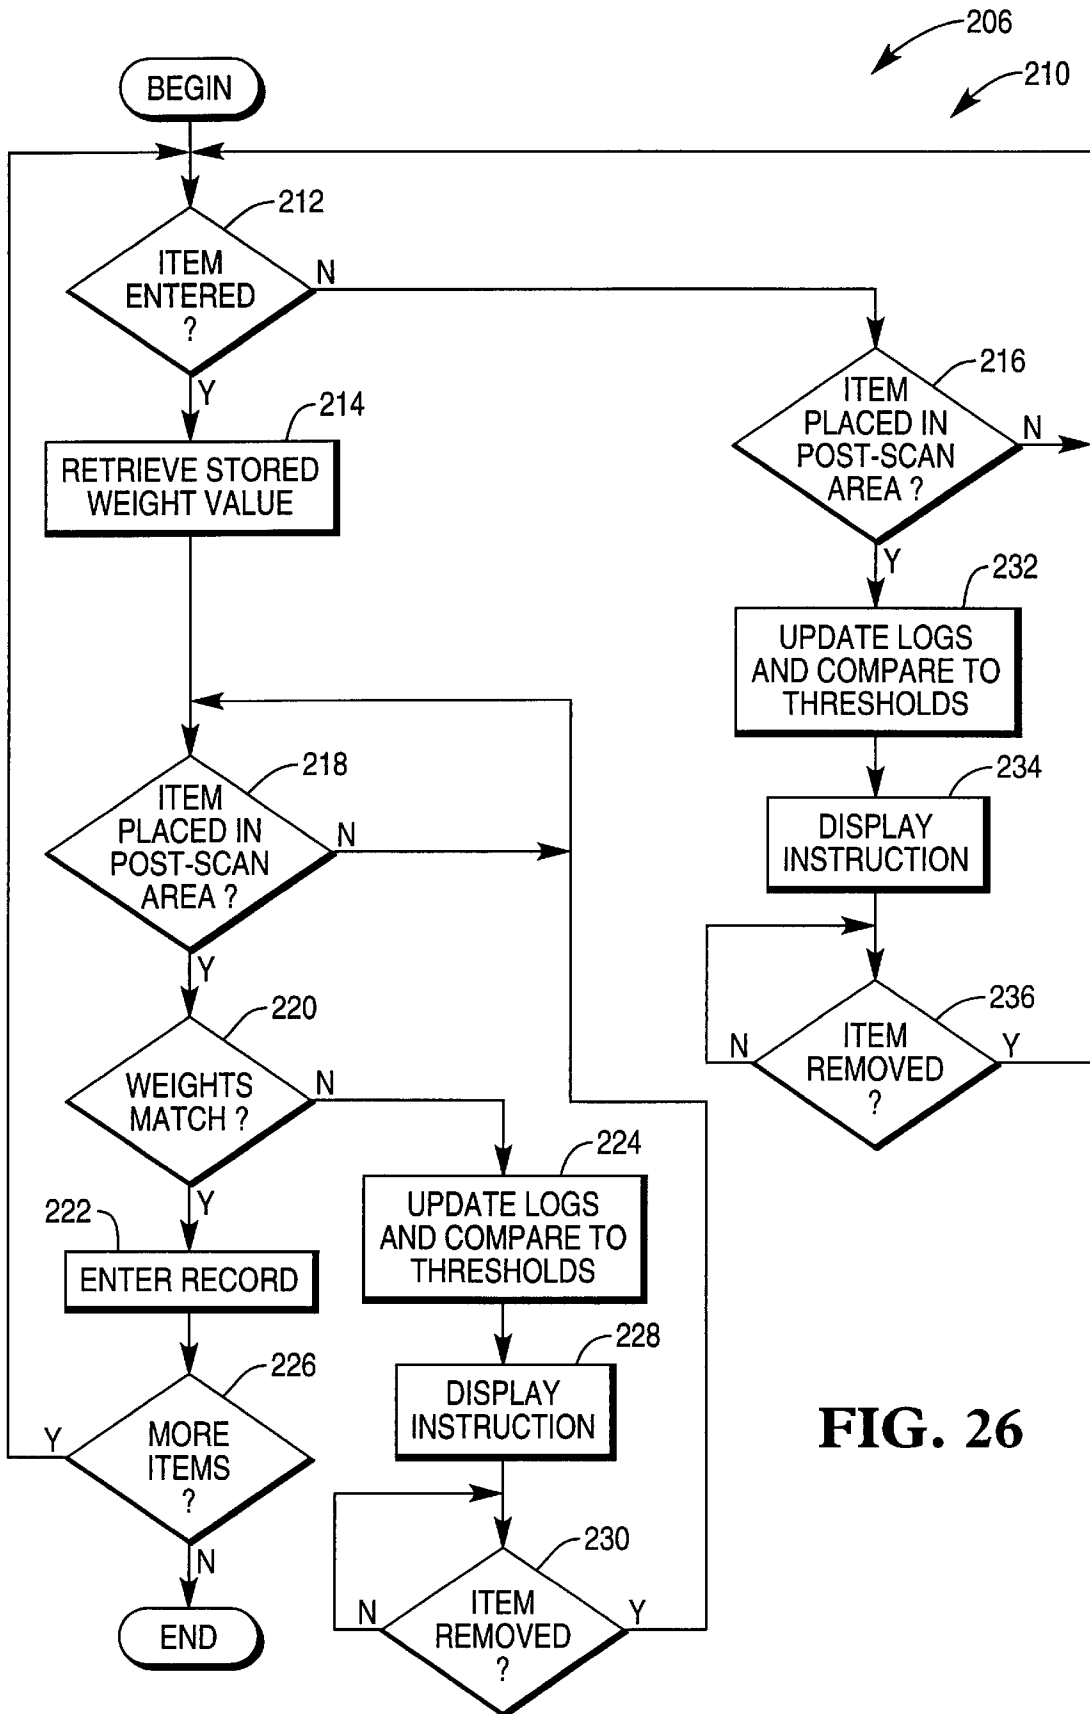 206
210
BEGIN
212
ITEM
ENTERED
?
N
Y
214
RETRIEVE STORED
WEIGHT VALUE
216
ITEM
PLACED IN
POST-SCAN
AREA ?
N
Y
232
UPDATE LOGS
AND COMPARE TO
THRESHOLDS
234
DISPLAY
INSTRUCTION
236
ITEM
REMOVED
?
N
Y
218
ITEM
PLACED IN
POST-SCAN
AREA ?
N
Y
220
WEIGHTS
MATCH ?
N
Y
222
ENTER RECORD
224
UPDATE LOGS
AND COMPARE TO
THRESHOLDS
226
MORE
ITEMS
?
Y
N
END
228
DISPLAY
INSTRUCTION
230
ITEM
REMOVED
?
N
Y
FIG. 26